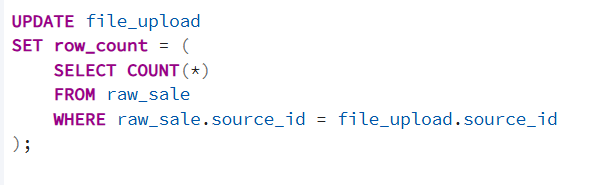 UPDATE file_upload
SET row_count = (
    SELECT COUNT(*)
    FROM raw_sale
    WHERE raw_sale.source_id = file_upload.source_id
);